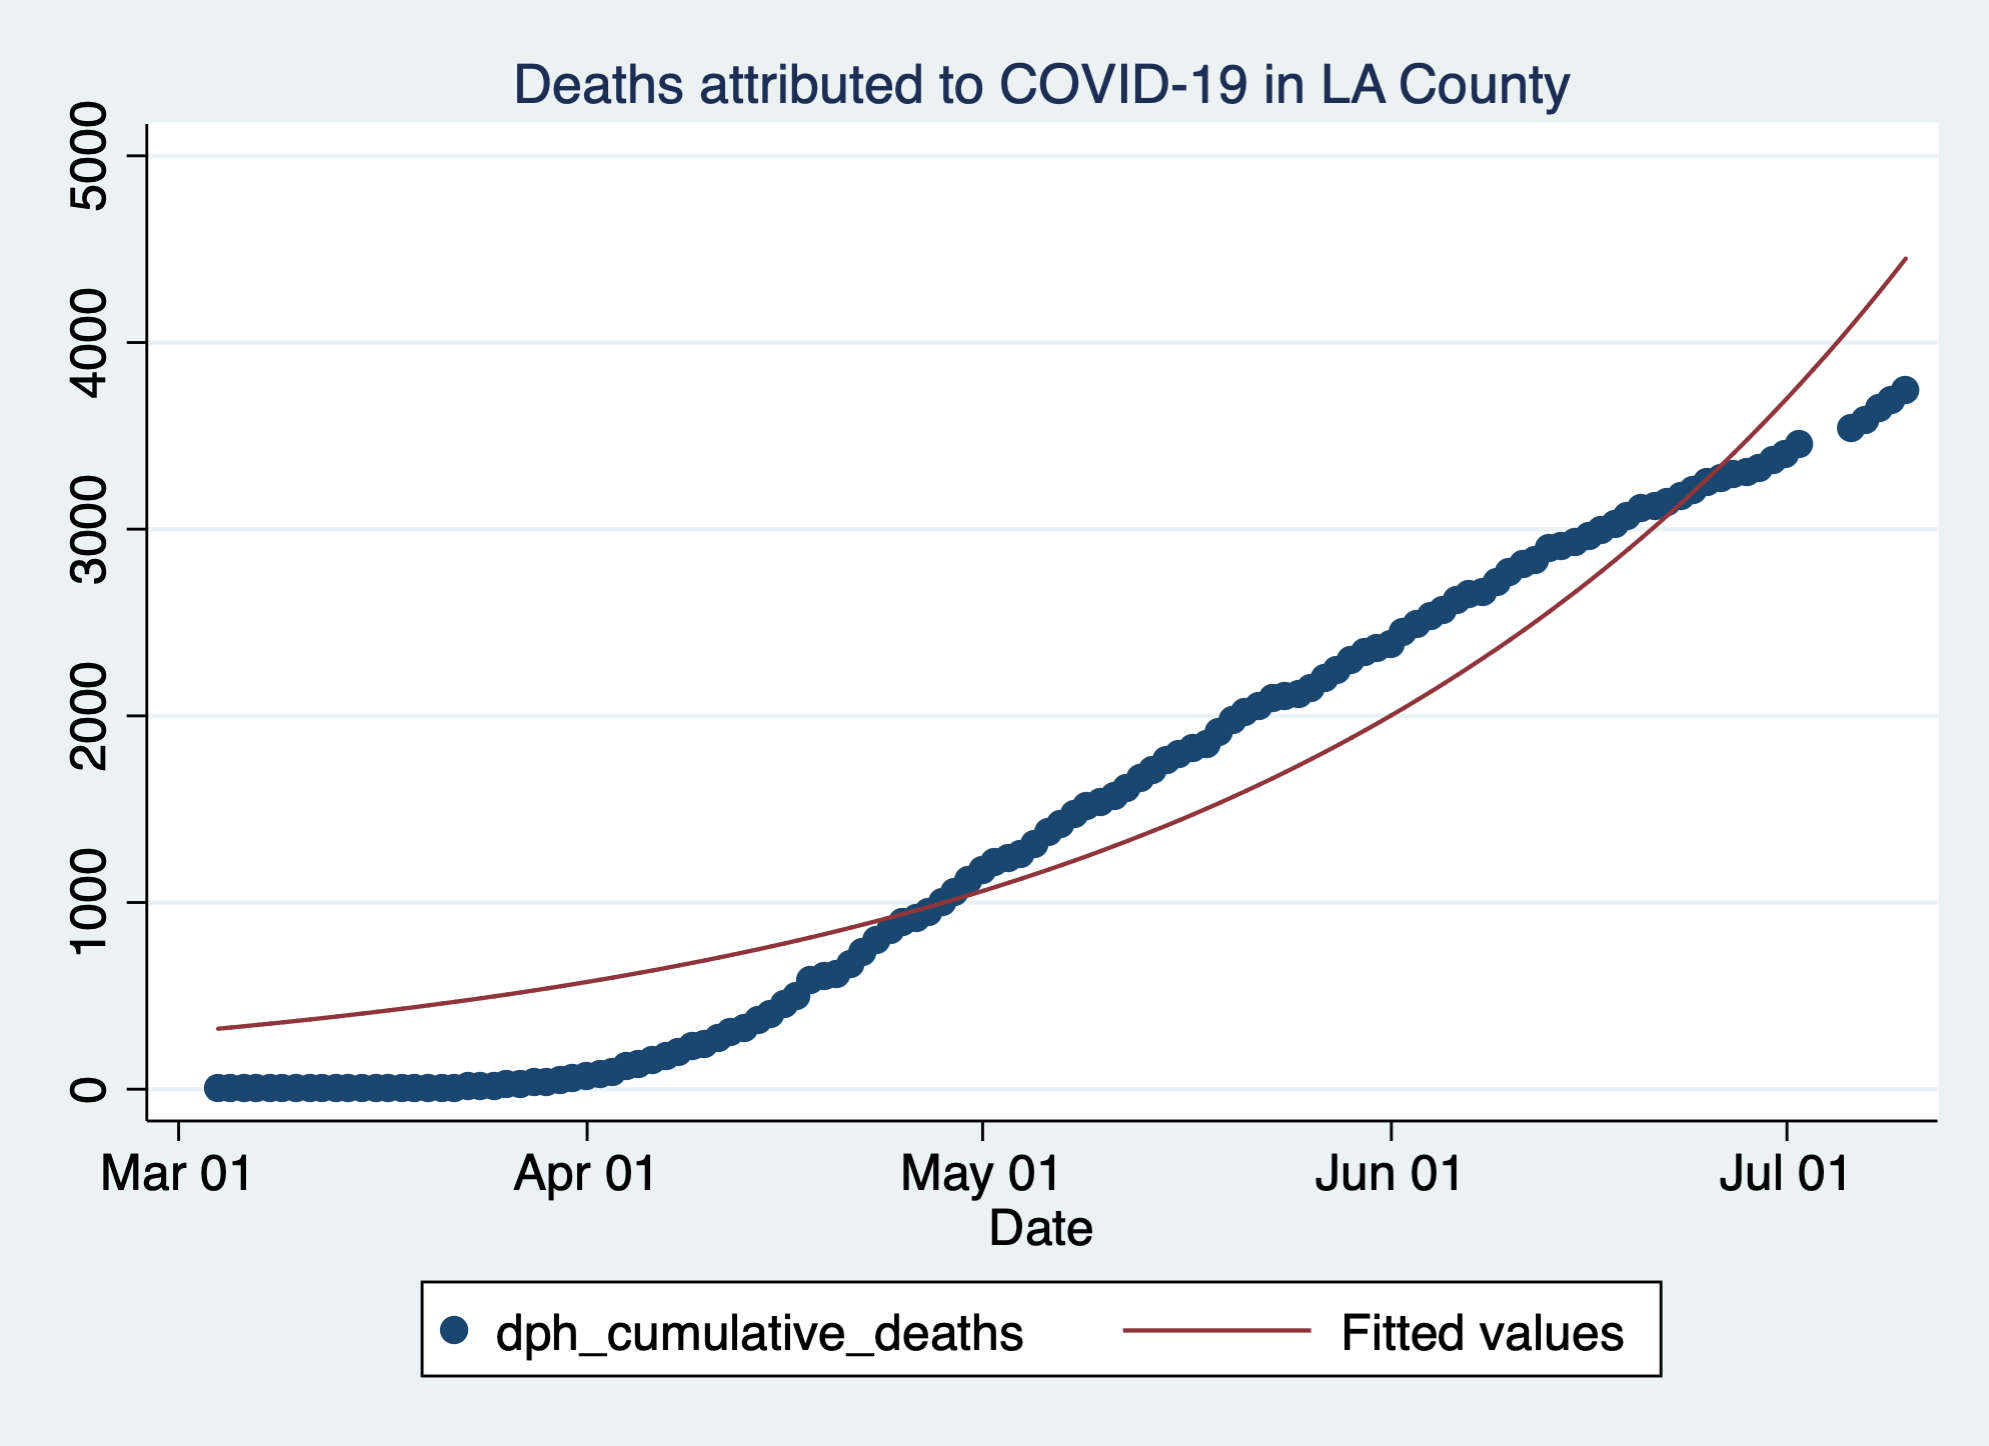 Deaths attributed to COVID-19 in LA County
5000
4000
3000
2000
1000
0
Mar 01 Apr 01 May 01 Jun 01 Jul 01
Date
dph_cumulative_deaths Fitted values